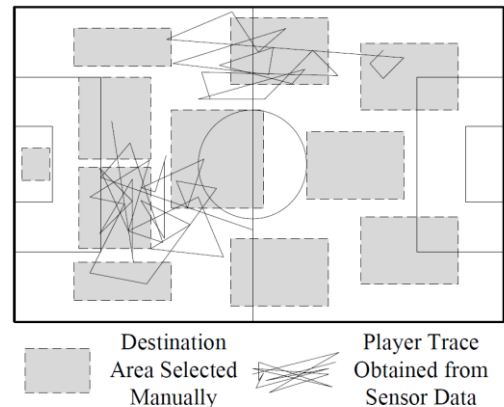 Destination
Area Selected
Manually
Player Trace
Obtained from
Sensor Data